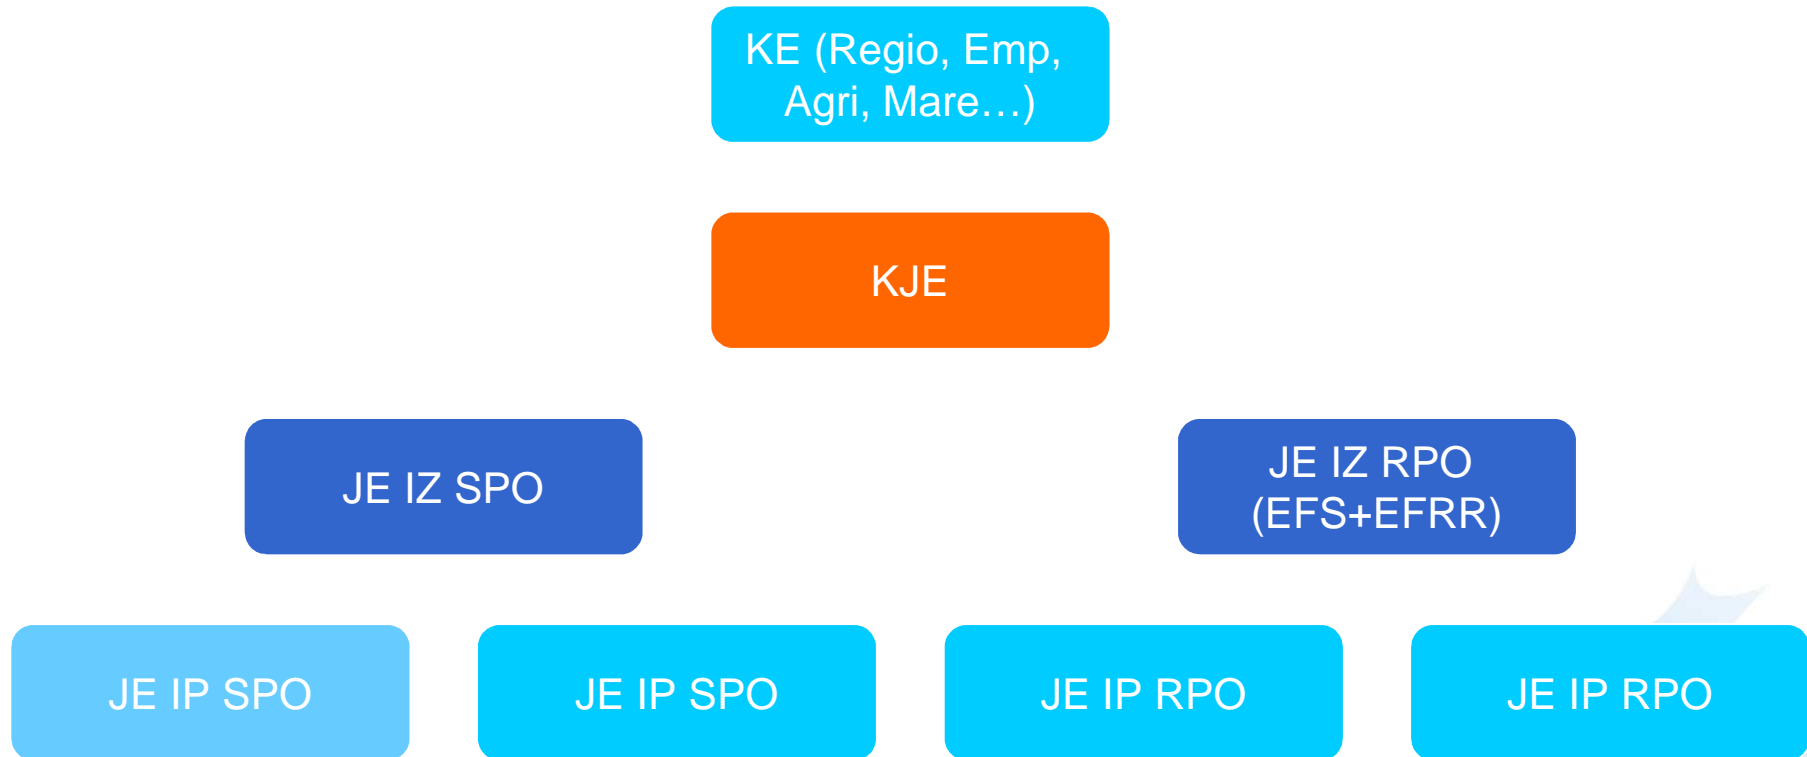 KE (Regio, Emp,
Agri, Mare…)
KJE
JE IZ SPO
JE IZ RPO
(EFS+EFRR)
JE IP SPO
JE IP SPO
JE IP RPO
JE IP RPO